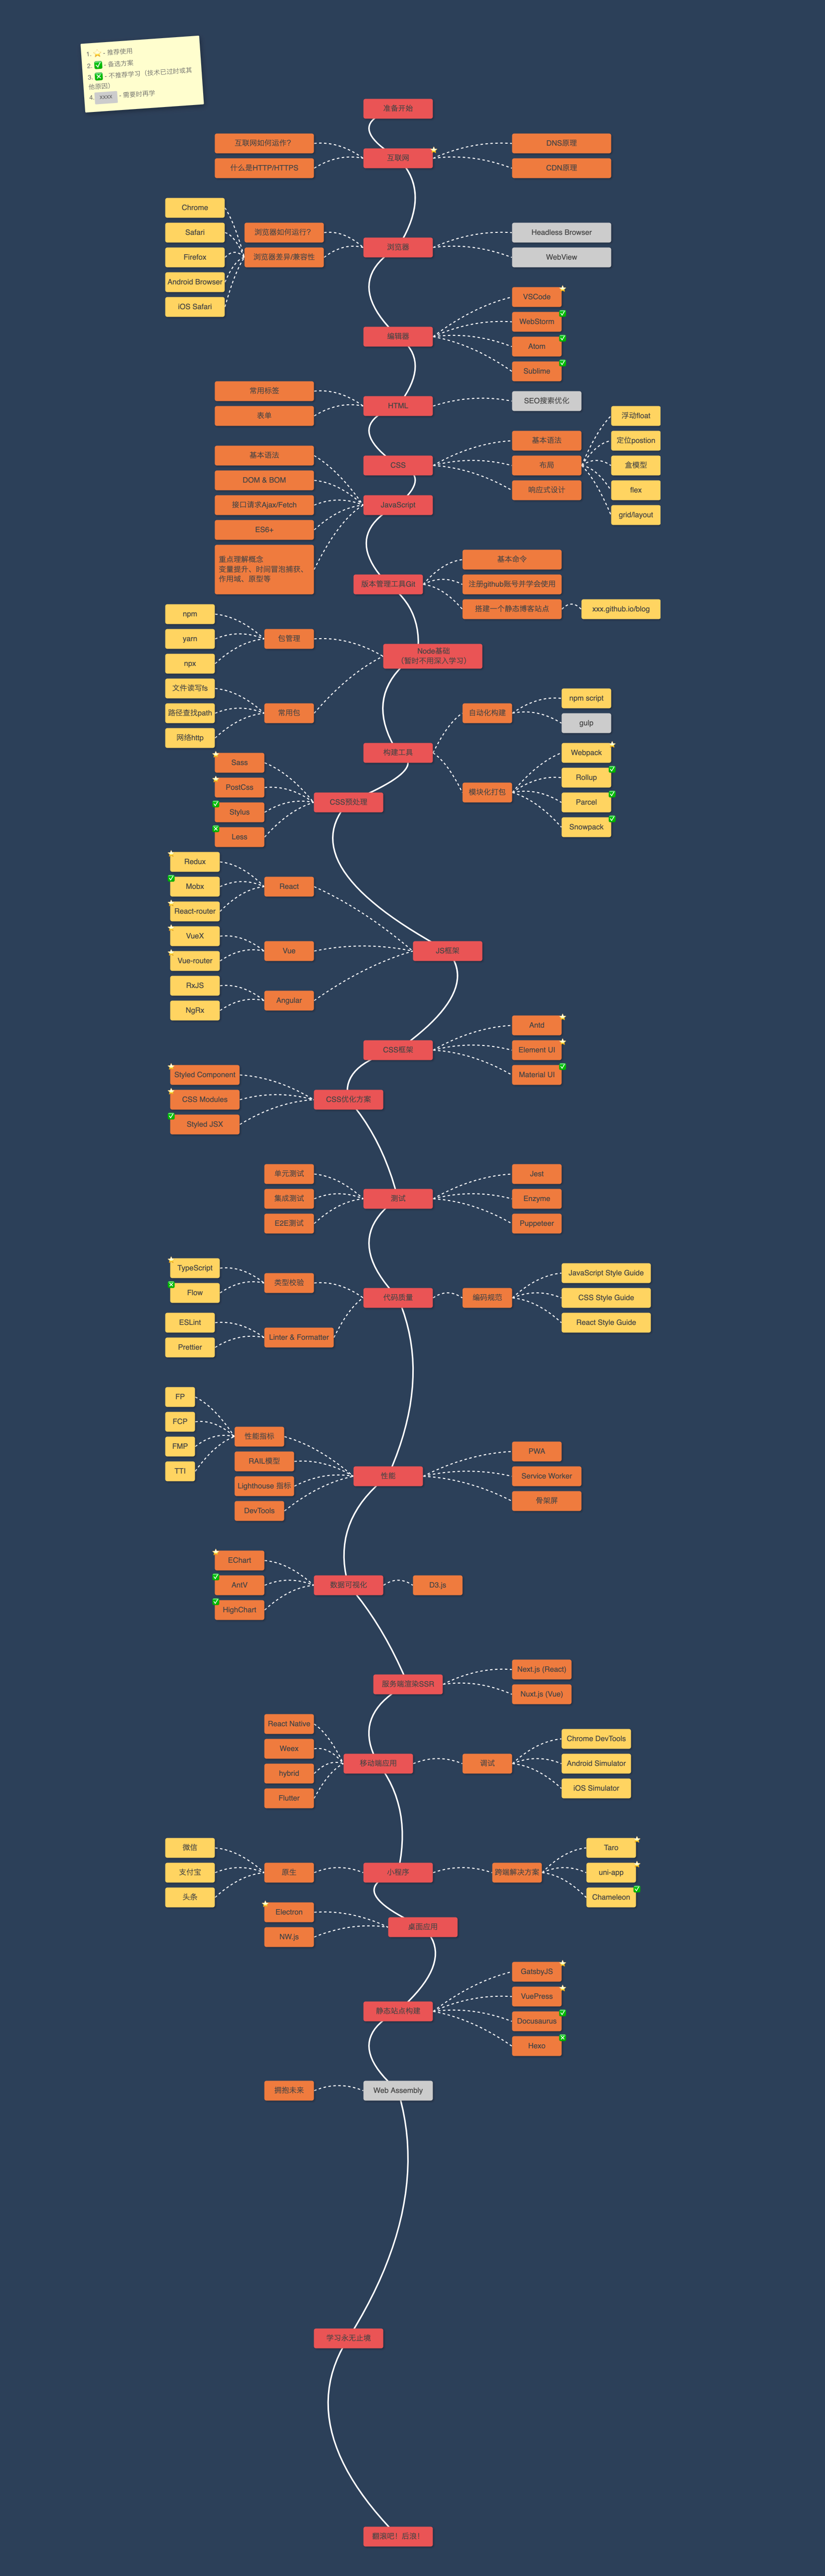 1. ⭐ - 推荐使用
2. ✅ - 备选方案
3. ❎ - 不推荐学习（技术已过时或其
他原因）
4. xxxx - 需要时再学
准备开始
互联网如何运作？
什么是HTTP/HTTPS
互联网
DNS原理
CDN原理
Chrome
Safari
Firefox
Android Browser
iOS Safari
浏览器如何运行？
浏览器差异/兼容性
浏览器
Headless Browser
WebView
编辑器
VSCode
WebStorm
Atom
Sublime
常用标签
表单
HTML
SEO搜索优化
CSS
基本语法
布局
响应式设计
浮动float
定位postion
盒模型
flex
grid/layout
基本语法
DOM & BOM
接口请求Ajax/Fetch
ES6+
重点理解概念
变量提升、时间冒泡捕获、
作用域、原型等
JavaScript
版本管理工具Git
基本命令
注册github账号并学会使用
搭建一个静态博客站点
xxx.github.io/blog
npm
yarn
npx
包管理
文件读写fs
路径查找path
网络http
常用包
Node基础
（暂时不用深入学习）
构建工具
自动化构建
npm script
gulp
模块化打包
Webpack
Rollup
Parcel
Snowpack
Sass
PostCss
Stylus
Less
CSS预处理
Redux
Mobx
React-router
React
VueX
Vue-router
Vue
RxJS
NgRx
Angular
JS框架
CSS框架
Antd
Element UI
Material UI
Styled Component
CSS Modules
Styled JSX
CSS优化方案
单元测试
集成测试
E2E测试
测试
Jest
Enzyme
Puppeteer
TypeScript
Flow
类型校验
ESLint
Prettier
Linter & Formatter
代码质量
编码规范
JavaScript Style Guide
CSS Style Guide
React Style Guide
FP
FCP
FMP
TTI
性能指标
RAIL模型
Lighthouse 指标
DevTools
性能
PWA
Service Worker
骨架屏
EChart
AntV
HighChart
数据可视化
D3.js
服务端渲染SSR
Next.js (React)
Nuxt.js (Vue)
React Native
Weex
hybrid
Flutter
移动端应用
调试
Chrome DevTools
Android Simulator
iOS Simulator
微信
支付宝
头条
原生
小程序
跨端解决方案
Taro
uni-app
Chameleon
Electron
NW.js
桌面应用
静态站点构建
GatsbyJS
VuePress
Docusaurus
Hexo
拥抱未来
Web Assembly
学习永无止境
翻滚吧！后浪！